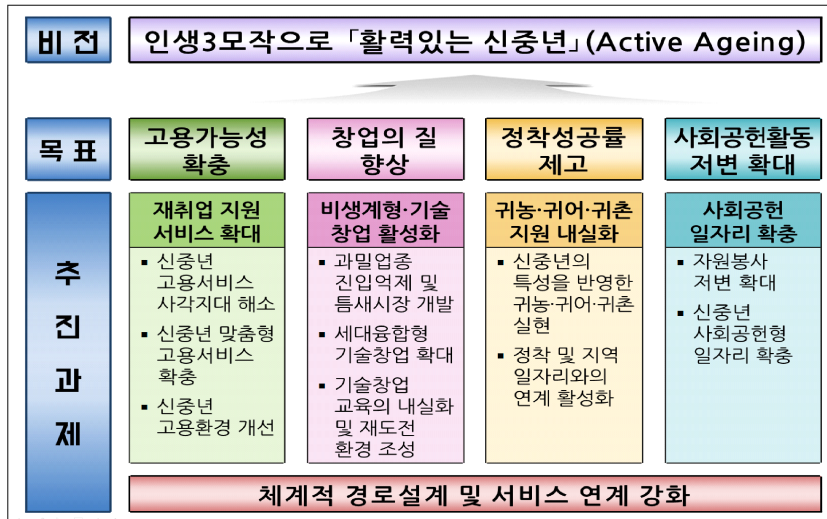 비 전
인생3모작으로 「활력있는 신중년」(Active Ageing)
목 표
고용가능성
확충
창업의 질
향상
정착성공률
제고
사회공헌활동
저변 확대
추
진
과
제
재취업 지원
서비스 확대
▪ 신중년
고용서비스
사각지대 해소
▪ 신중년 맞춤형
고용서비스
확충
▪ 신중년
고용환경 개선
비생계형·기술
창업 활성화
▪ 과밀업종
진입억제 및
틈새시장 개발
▪ 세대융합형
기술창업 확대
▪ 기술창업
교육의 내실화
및 재도전
환경 조성
귀농·귀어·귀촌
지원 내실화
▪ 신중년의
특성을 반영한
귀농·귀어·귀촌
실현
▪ 정착 및 지역
일자리와의
연계 활성화
사회공헌
일자리 확충
▪ 자원봉사
저변 확대
▪ 신중년
사회공헌형
일자리 확충
체계적 경로설계 및 서비스 연계 강화